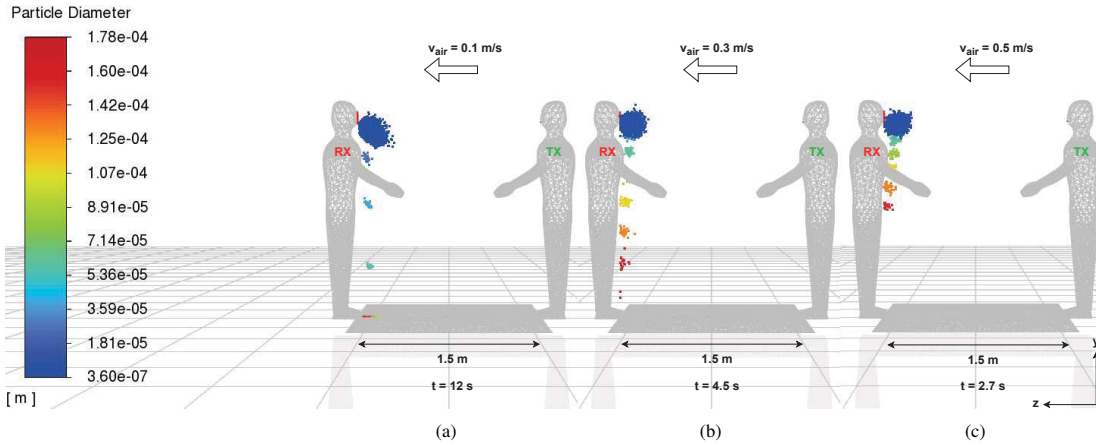 Particle Diameter
1.78e-04
1.60e-04
1.42e-04
1.25e-04
1.07e-04
8.91e-05
7.14e-05
5.36e-05
3.59e-05
1.81e-05
3.60e-07
[ m ]
v_air = 0.1 m/s
RX
TX
1.5 m
t = 12 s
(a)
v_air = 0.3 m/s
RX
TX
1.5 m
t = 4.5 s
(b)
v_air = 0.5 m/s
RX
TX
1.5 m
t = 2.7 s
y
z
(c)